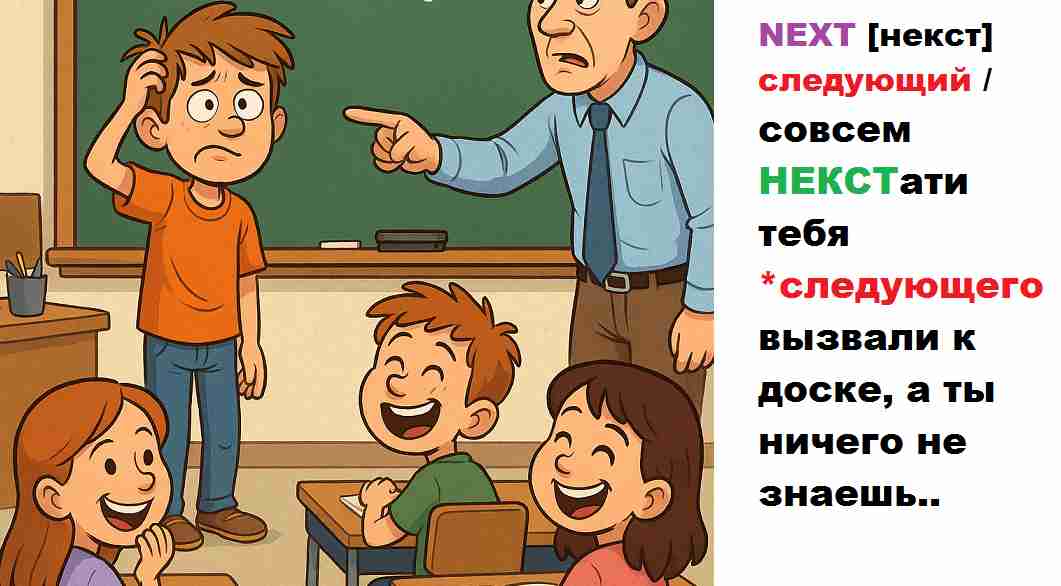 NEXT [некст]
следующий /
совсем
НЕКСТати
тебя
*следующего
вызвали к
доске, а ты
ничего не
знаешь..